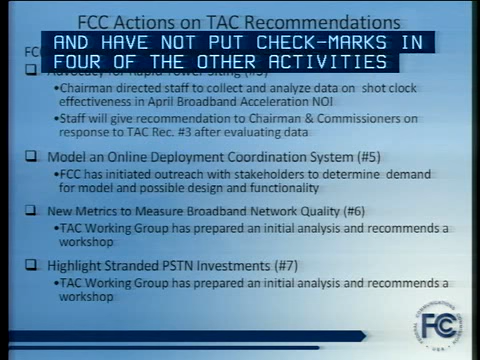 FCC Actions on TAC Recommendations
AND HAVE NOT PUT CHECK-MARKS IN
FOUR OF THE OTHER ACTIVITIES
•Chairman directed staff to collect and analyze data on shot clock
effectiveness in April Broadband Acceleration NOI
•Staff will give recommendation to Chairman & Commissioners on
response to TAC Rec. #3 after evaluating data
❑ Model an Online Deployment Coordination System (#5)
•FCC has initiated outreach with stakeholders to determine demand
for model and possible design and functionality
❑ New Metrics to Measure Broadband Network Quality (#6)
•TAC Working Group has prepared an initial analysis and recommends a
workshop
❑ Highlight Stranded PSTN Investments (#7)
•TAC Working Group has prepared an initial analysis and recommends a
workshop
FCC